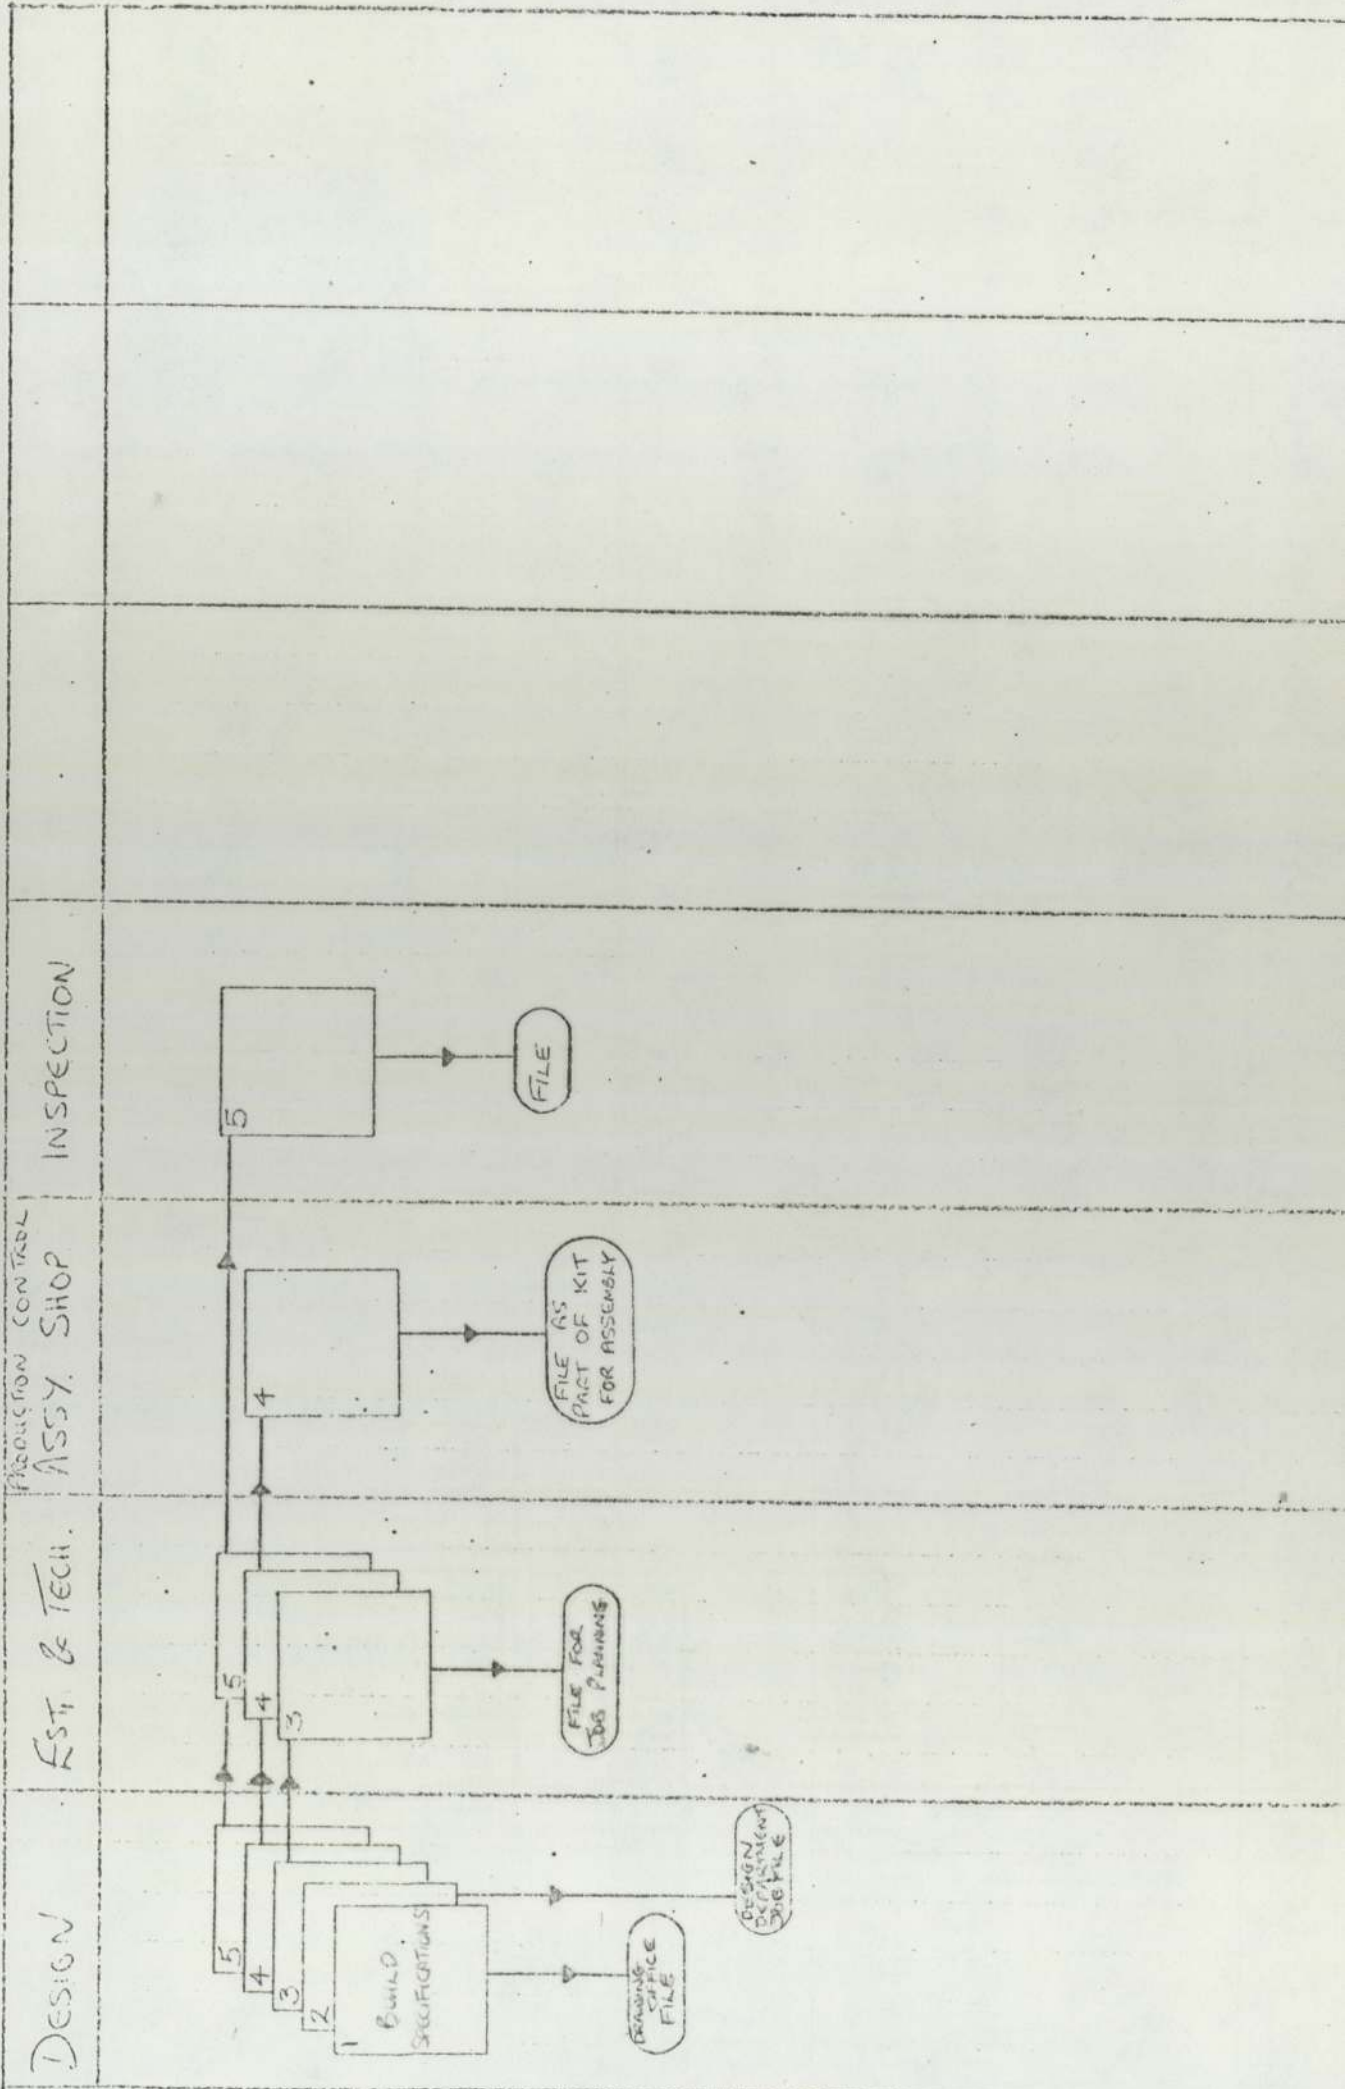 DESIGN
EST. & TECH.
PRODUCTION CONTROL
ASSY. SHOP
INSPECTION
5
4
3
2
1
BUILD
SPECIFICATIONS
5
4
3
4
5
DRAWING
OFFICE
FILE
DESIGN
DEPARTMENT
JOB FILE
FILE FOR
JOB PLANNING
FILE AS
PART OF KIT
FOR ASSEMBLY
FILE